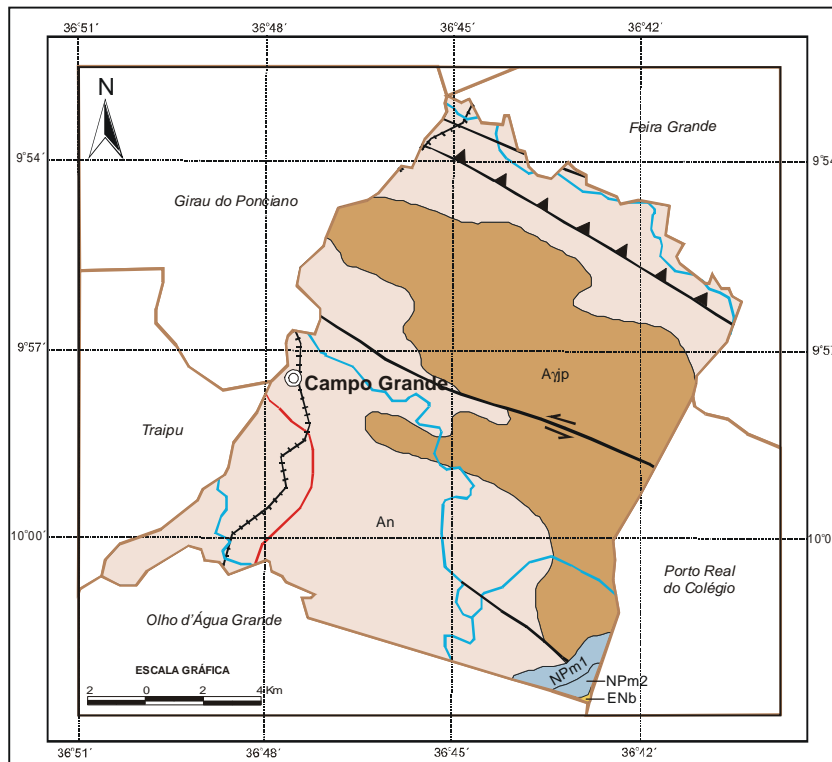 36°51' 36°48' 36°45' 36°42'
N
Feira Grande
9°54' 9°54
Girau do Ponciano
9°57' 9°57
Campo Grande
Aγjp
Traipu
An
10°00' 10°0
Porto Real
do Colégio
Olho d'Água Grande
ESCALA GRÁFICA
2 0 2 4 Km
NPm1
NPm2
ENb
36°51' 36°48' 36°45' 36°42'